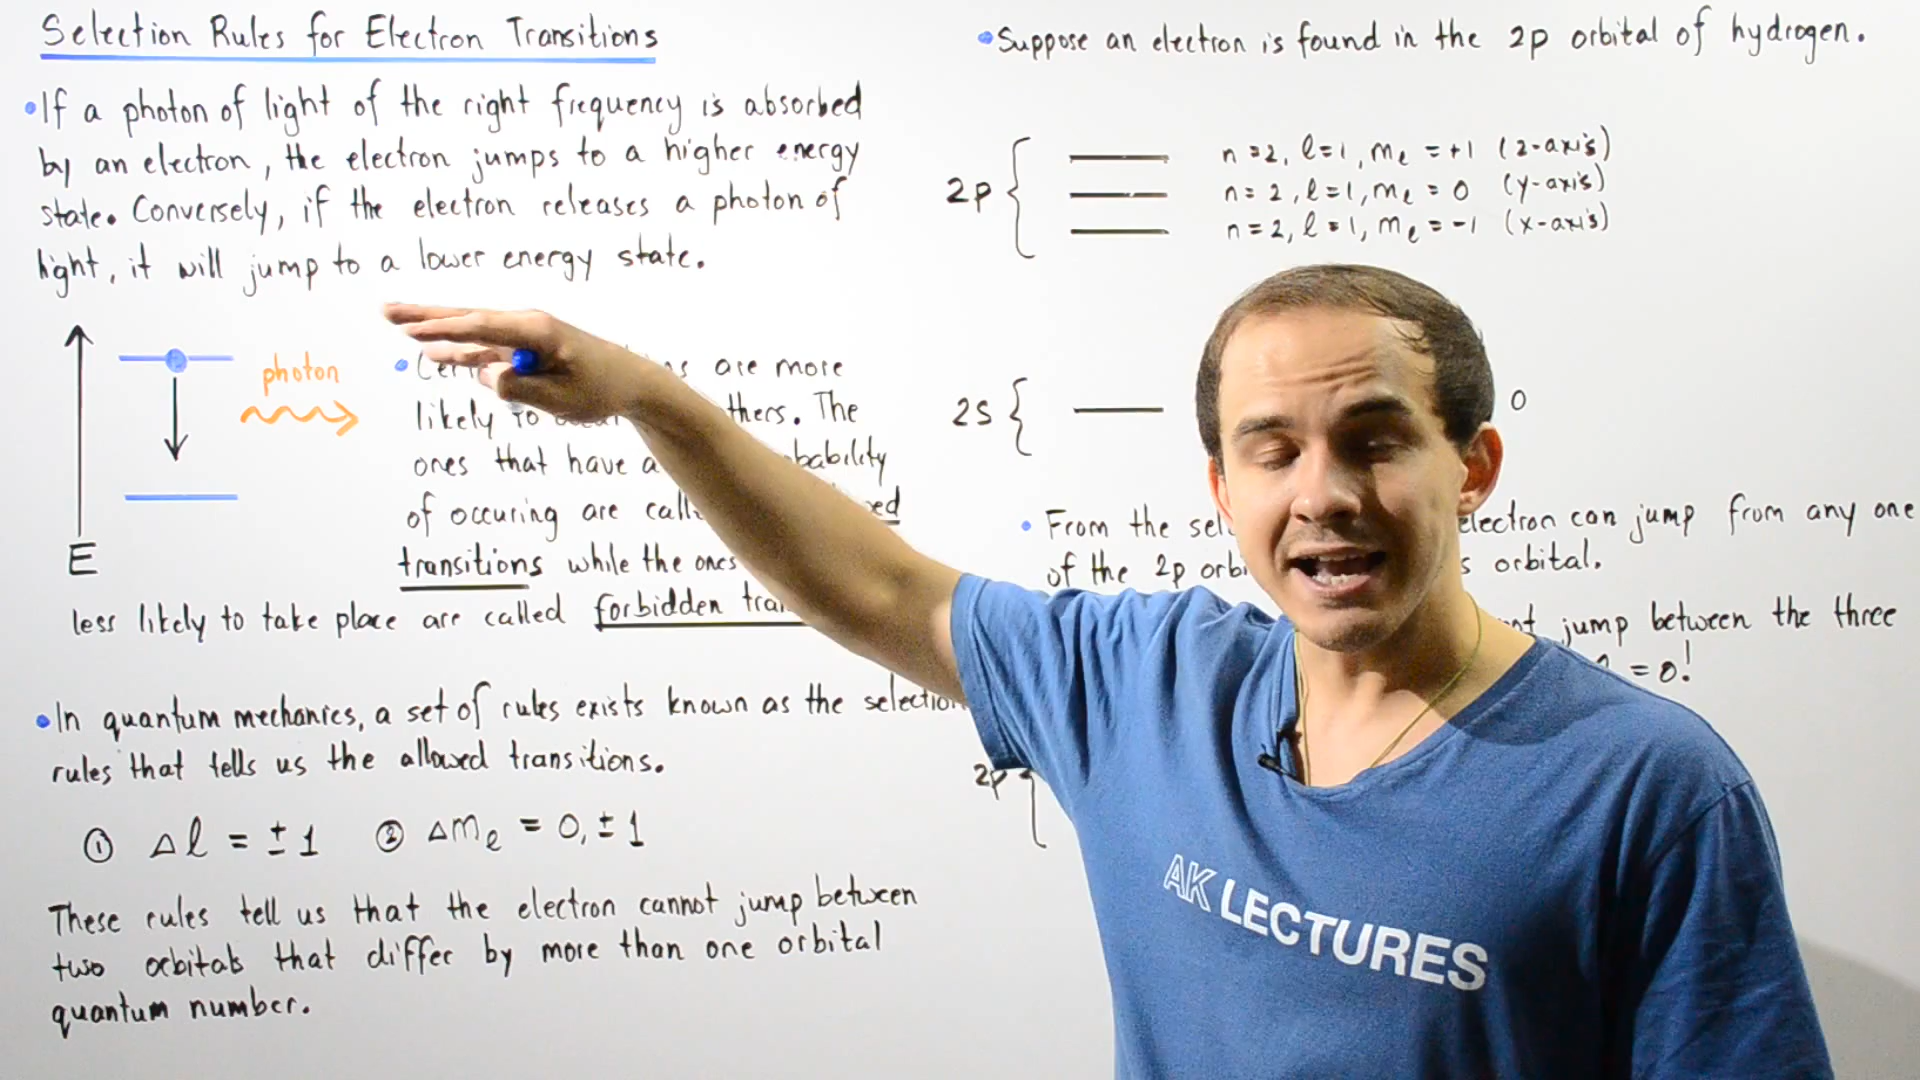 Selection Rules for Electron Transitions
•If a photon of light of the right frequency is absorbed
by an electron, the electron jumps to a higher energy
state. Conversely, if the electron releases a photon of
light, it will jump to a lower energy state.
E
photon
• are more
likely to thers. The
ones that have a bability
of occuring are call ed
transitions while the ones
less likely to take place are called forbidden tran
•In quantum mechanics, a set of rules exists known as the selection
rules that tells us the allowed transitions.
① Δl = ±1 ② Δmₗ = 0, ±1
These rules tell us that the electron cannot jump between
two orbitals that differ by more than one orbital
quantum number.
•Suppose an electron is found in the 2p orbital of hydrogen.
2p { n=2, l=1, mₗ = +1 (z-axis)
n=2, l=1, mₗ = 0 (y-axis)
n=2, l=1, mₗ = -1 (x-axis)
2s { 0
• From the sel electron can jump from any one
of the 2p orbi s orbital.
not jump between the three
= 0!
2p {
AK LECTURES